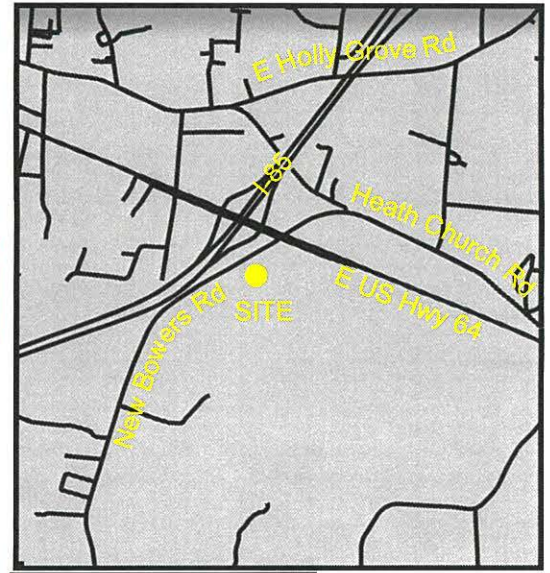 E Holly Grove Rd
I-85
Heath Church Rd
E US Hwy 64
SITE
New Bowers Rd